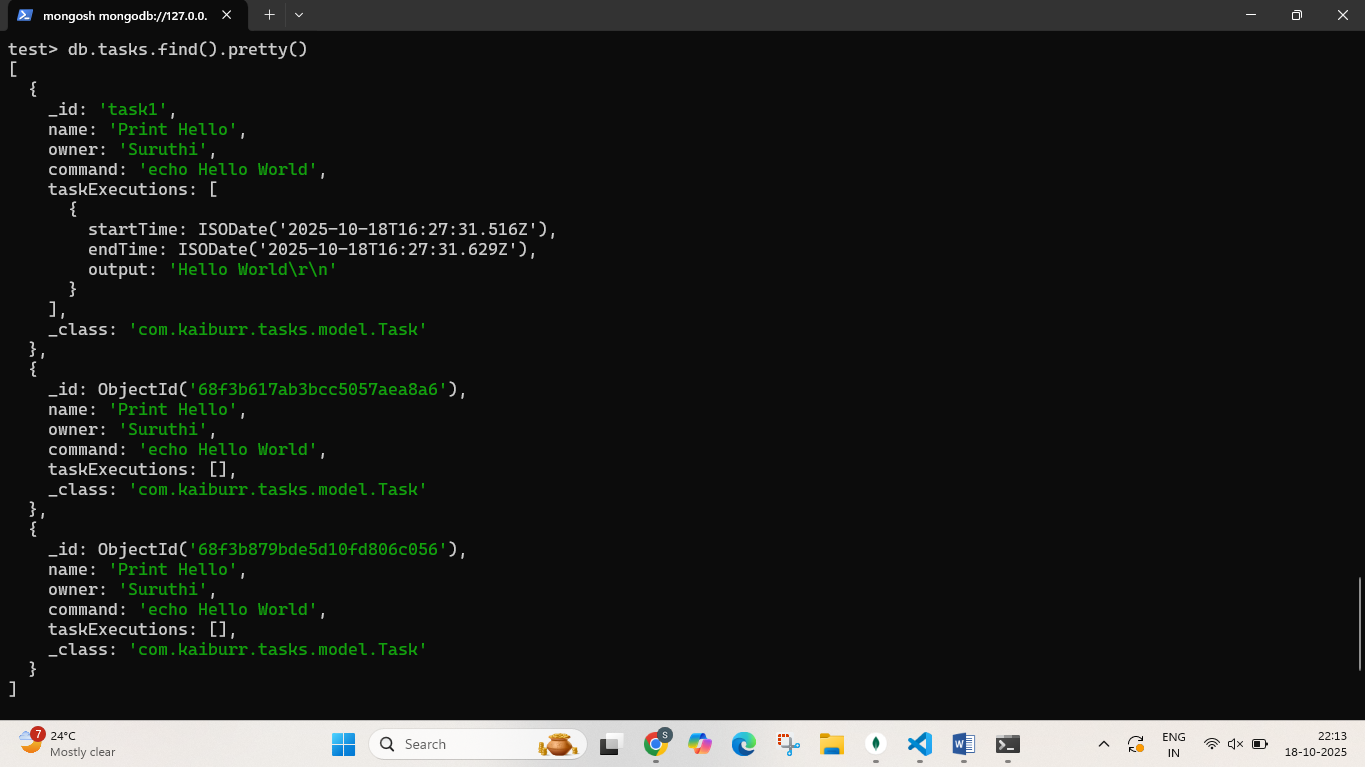 mongosh mongodb://127.0.0.
test> db.tasks.find().pretty()
[
  {
    _id: 'task1',
    name: 'Print Hello',
    owner: 'Suruthi',
    command: 'echo Hello World',
    taskExecutions: [
      {
        startTime: ISODate('2025-10-18T16:27:31.516Z'),
        endTime: ISODate('2025-10-18T16:27:31.629Z'),
        output: 'Hello World\r\n'
      }
    ],
    _class: 'com.kaiburr.tasks.model.Task'
  },
  {
    _id: ObjectId('68f3b617ab3bcc5057aea8a6'),
    name: 'Print Hello',
    owner: 'Suruthi',
    command: 'echo Hello World',
    taskExecutions: [],
    _class: 'com.kaiburr.tasks.model.Task'
  },
  {
    _id: ObjectId('68f3b879bde5d10fd806c056'),
    name: 'Print Hello',
    owner: 'Suruthi',
    command: 'echo Hello World',
    taskExecutions: [],
    _class: 'com.kaiburr.tasks.model.Task'
  }
]
7
24°C
Mostly clear
Search
S
ENG
IN
22:13
18-10-2025